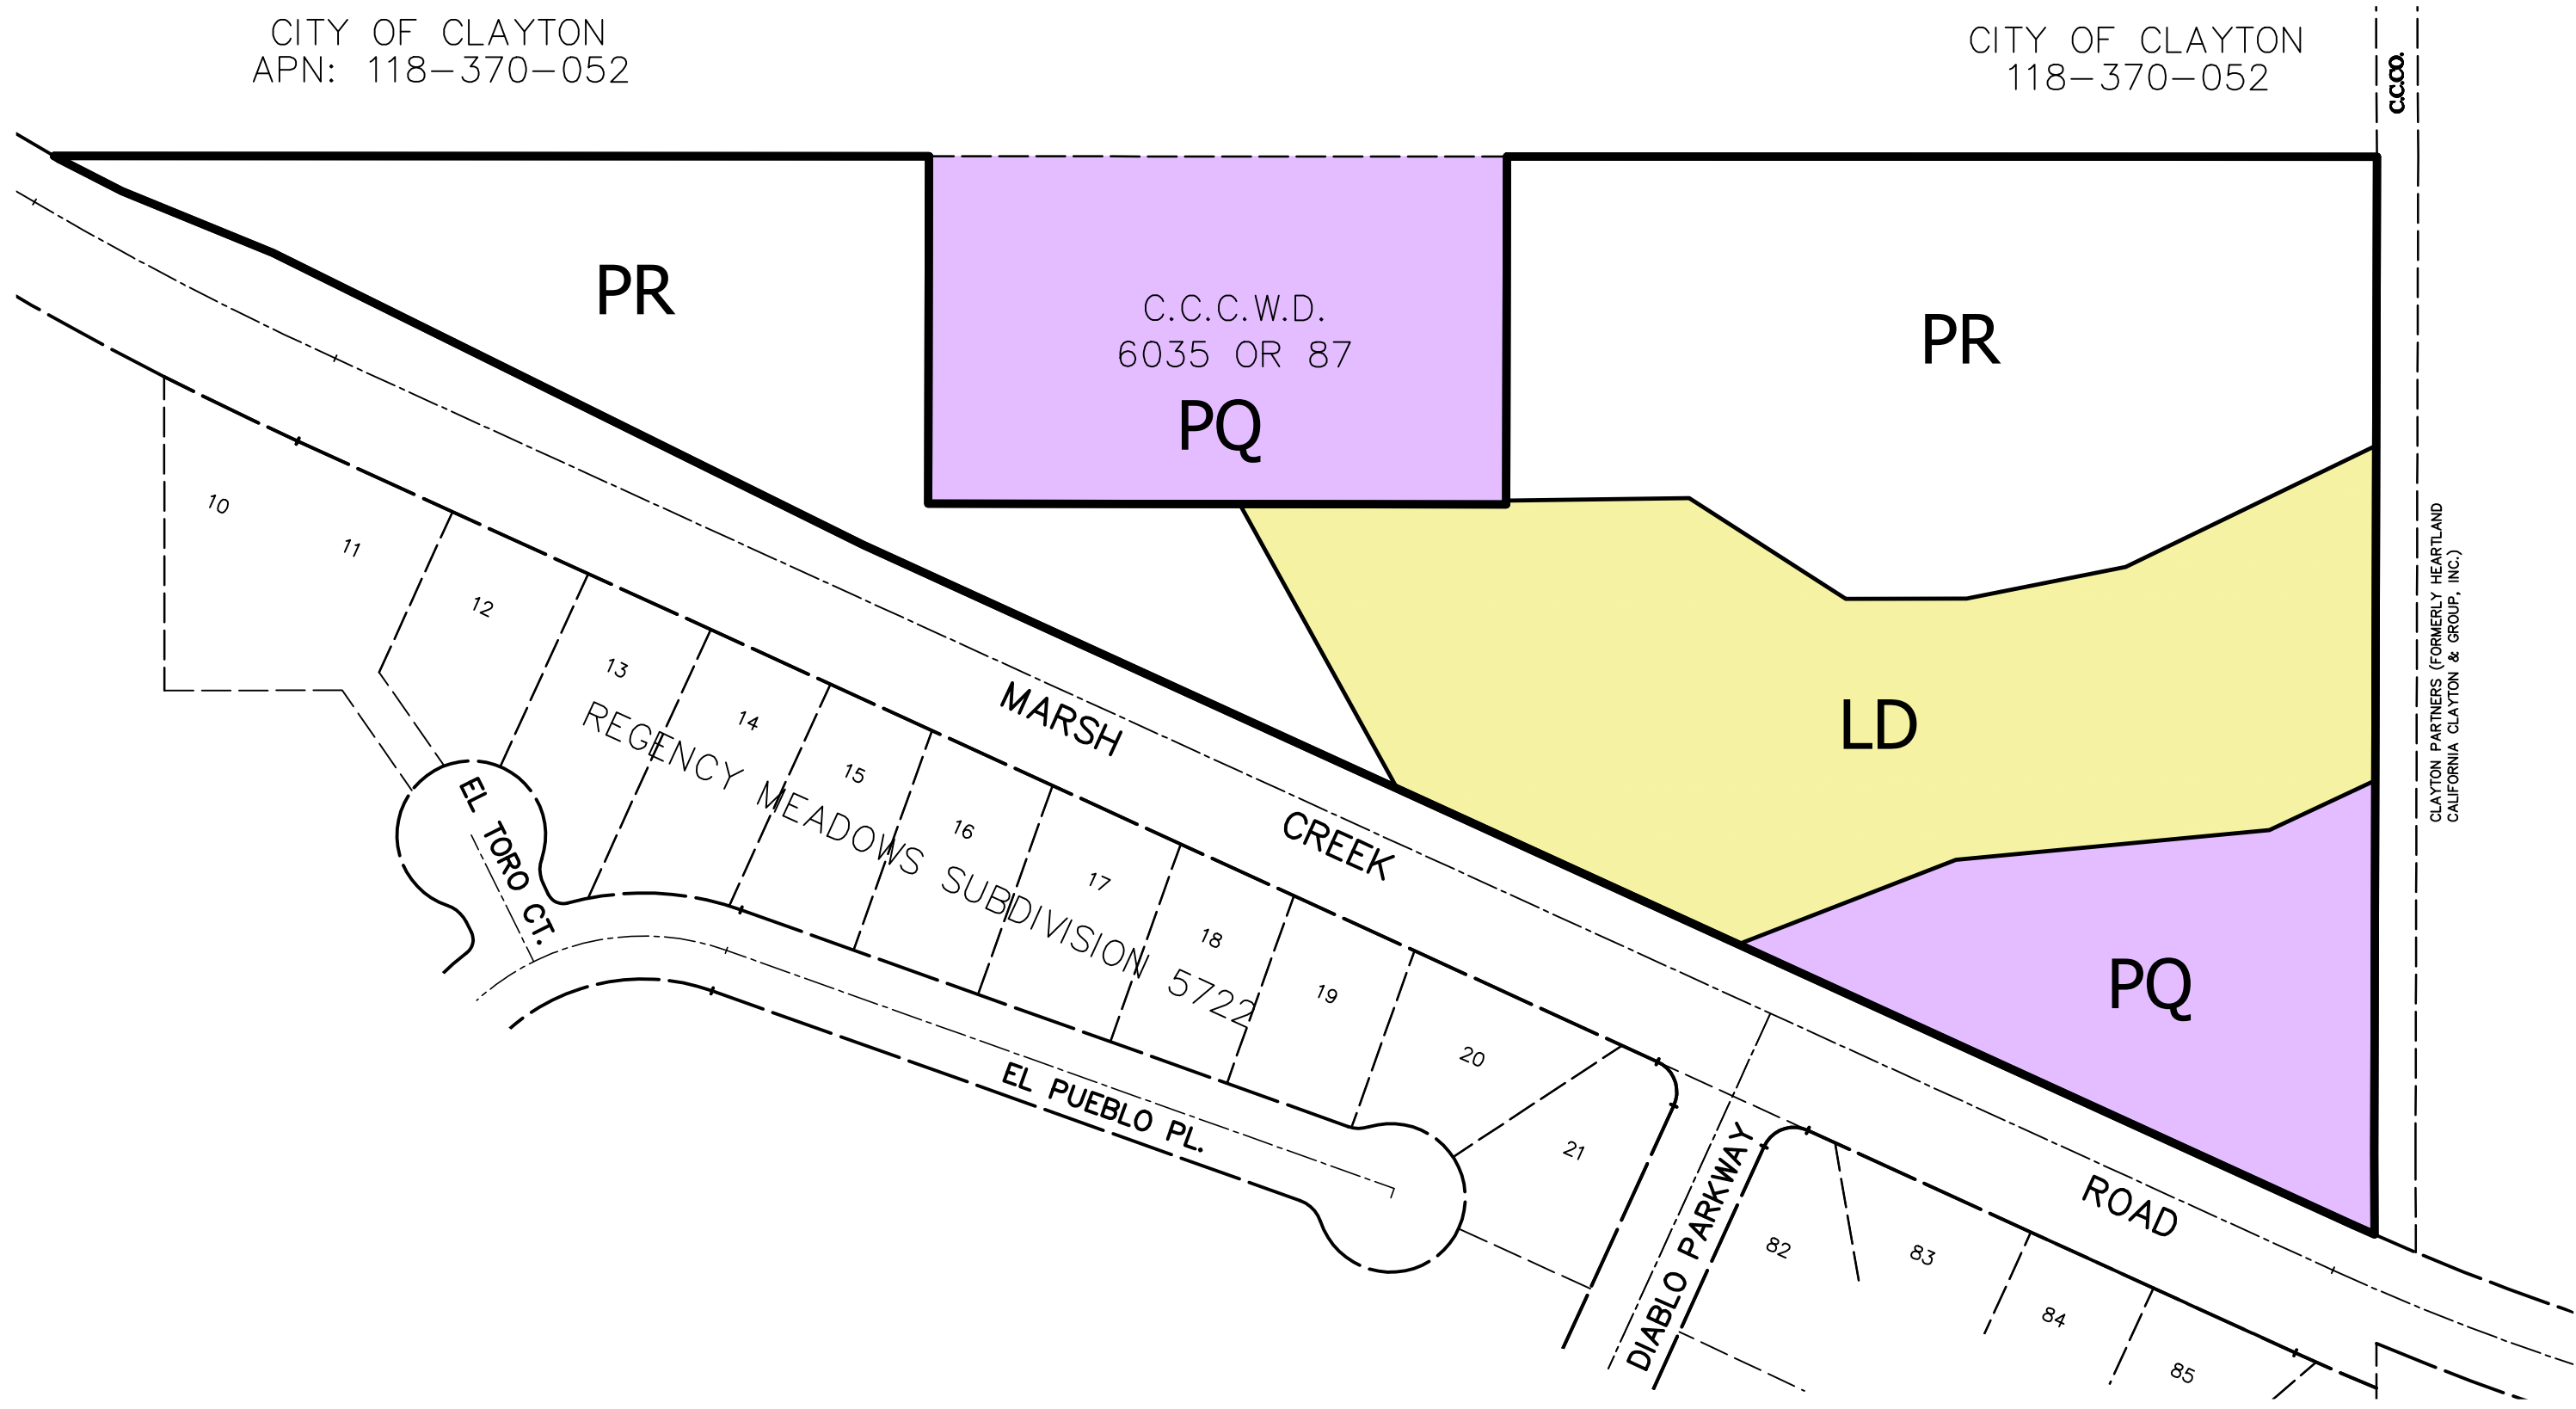 CITY OF CLAYTON
APN: 118-370-052
CITY OF CLAYTON
118-370-052
C.C.CO.
PR
C.C.C.W.D.
6035 OR 87
PQ
PR
LD
PQ
CLAYTON PARTNERS (FORMERLY HEARTLAND
CALIFORNIA CLAYTON & GROUP, INC.)
MARSH CREEK ROAD
10
11
12
13
14
15
16
17
18
19
20
21
REGENCY MEADOWS SUBDIVISION 5722
EL TORO CT.
EL PUEBLO PL.
DIABLO PARKWAY
82
83
84
85